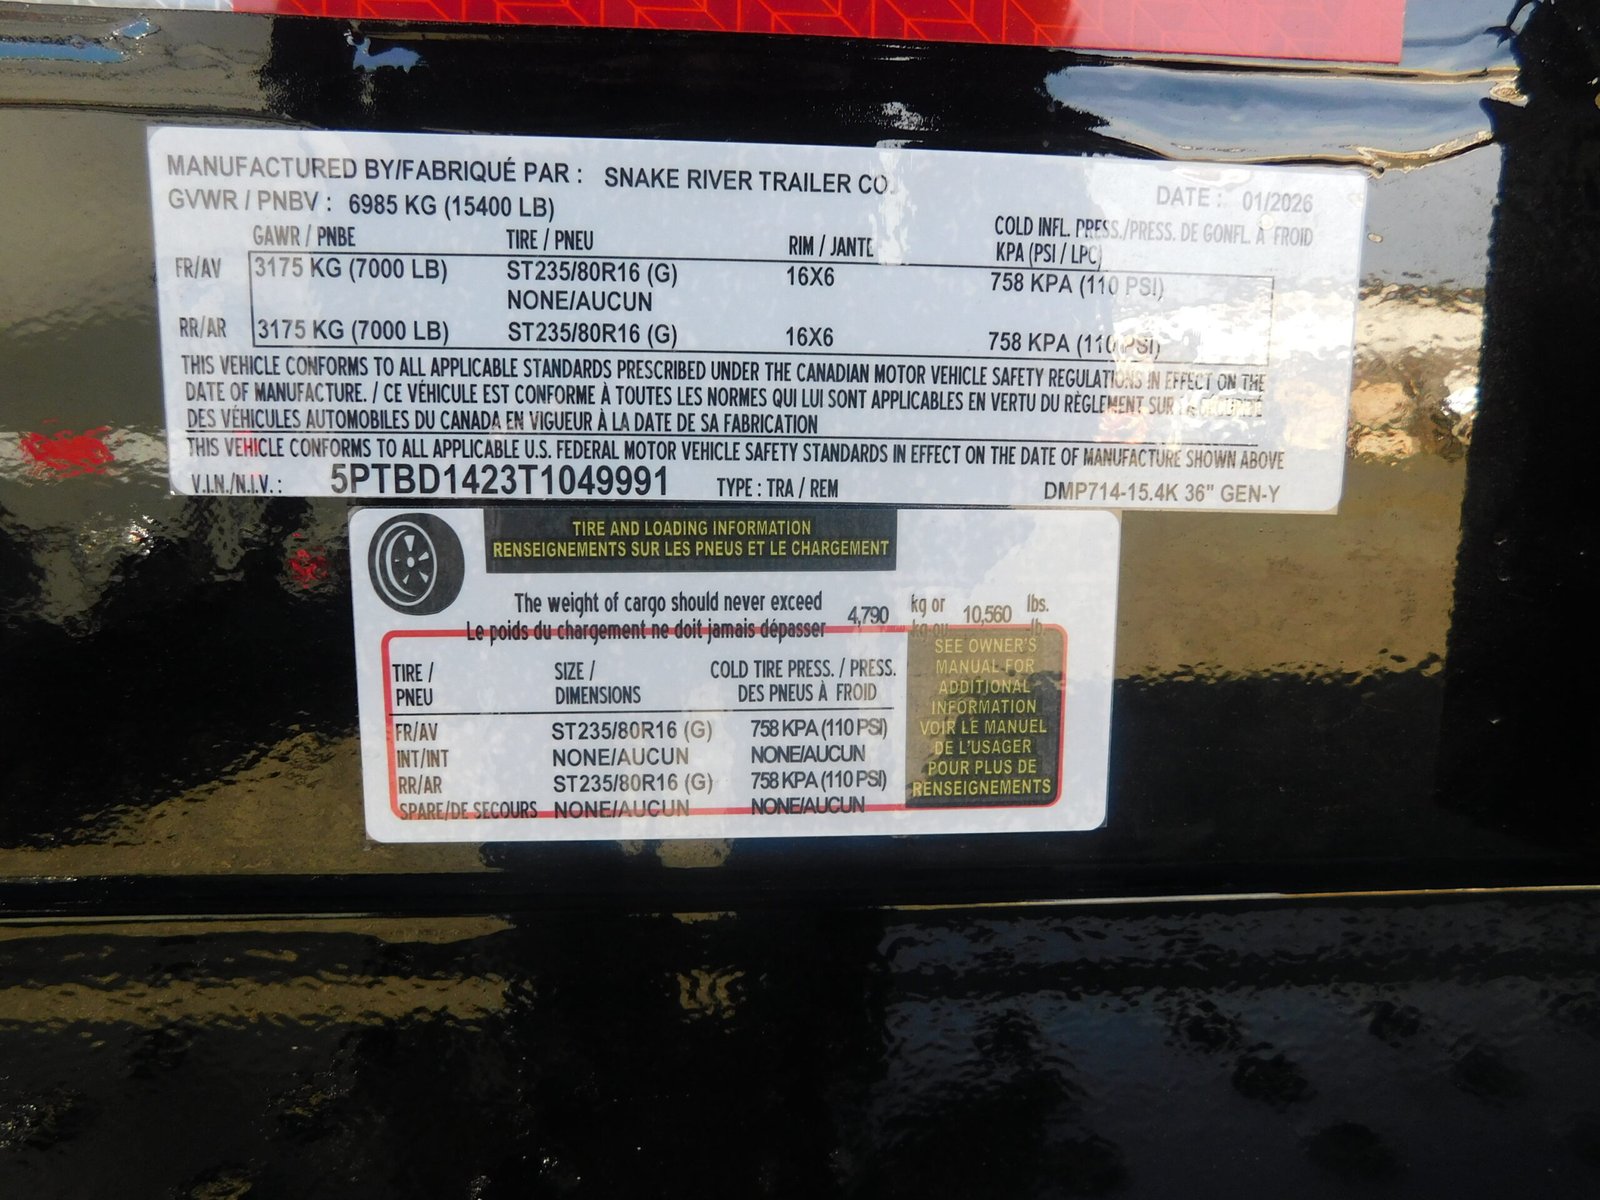 MANUFACTURED BY/FABRIQUÉ PAR : SNAKE RIVER TRAILER CO.
GVWR / PNBV : 6985 KG (15400 LB) DATE : 01/2026
GAWR / PNBE TIRE / PNEU RIM / JANTE COLD INFL. PRESS./PRESS. DE GONFL. À FROID
KPA (PSI / LPC)
FR/AV 3175 KG (7000 LB) ST235/80R16 (G) 16X6 758 KPA (110 PSI)
NONE/AUCUN
RR/AR 3175 KG (7000 LB) ST235/80R16 (G) 16X6 758 KPA (110 PSI)
THIS VEHICLE CONFORMS TO ALL APPLICABLE STANDARDS PRESCRIBED UNDER THE CANADIAN MOTOR VEHICLE SAFETY REGULATIONS IN EFFECT ON THE
DATE OF MANUFACTURE. / CE VÉHICULE EST CONFORME À TOUTES LES NORMES QUI LUI SONT APPLICABLES EN VERTU DU RÈGLEMENT SUR LA SÉCURITÉ
DES VÉHICULES AUTOMOBILES DU CANADA EN VIGUEUR À LA DATE DE SA FABRICATION
THIS VEHICLE CONFORMS TO ALL APPLICABLE U.S. FEDERAL MOTOR VEHICLE SAFETY STANDARDS IN EFFECT ON THE DATE OF MANUFACTURE SHOWN ABOVE
V.I.N./N.I.V. : 5PTBD1423T1049991 TYPE : TRA / REM DMP714-15.4K 36" GEN-Y
TIRE AND LOADING INFORMATION
RENSEIGNEMENTS SUR LES PNEUS ET LE CHARGEMENT
The weight of cargo should never exceed 4,790 kg or 10,560 lbs.
Le poids du chargement ne doit jamais dépasser kg ou lb
TIRE / SIZE / COLD TIRE PRESS. / PRESS.
PNEU DIMENSIONS DES PNEUS À FROID
FR/AV ST235/80R16 (G) 758 KPA (110 PSI)
INT/INT NONE/AUCUN NONE/AUCUN
RR/AR ST235/80R16 (G) 758 KPA (110 PSI)
SPARE/DE SECOURS NONE/AUCUN NONE/AUCUN
SEE OWNER'S
MANUAL FOR
ADDITIONAL
INFORMATION
VOIR LE MANUEL
DE L'USAGER
POUR PLUS DE
RENSEIGNEMENTS